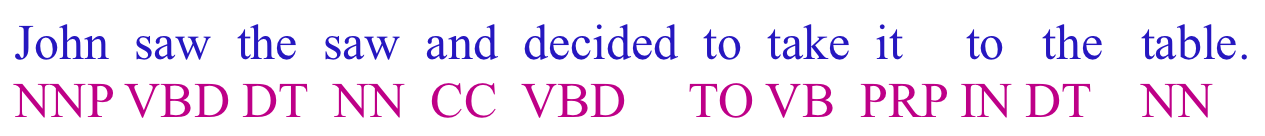 John saw the saw and decided to take it to the table.
NNP VBD DT NN CC VBD TO VB PRP IN DT NN